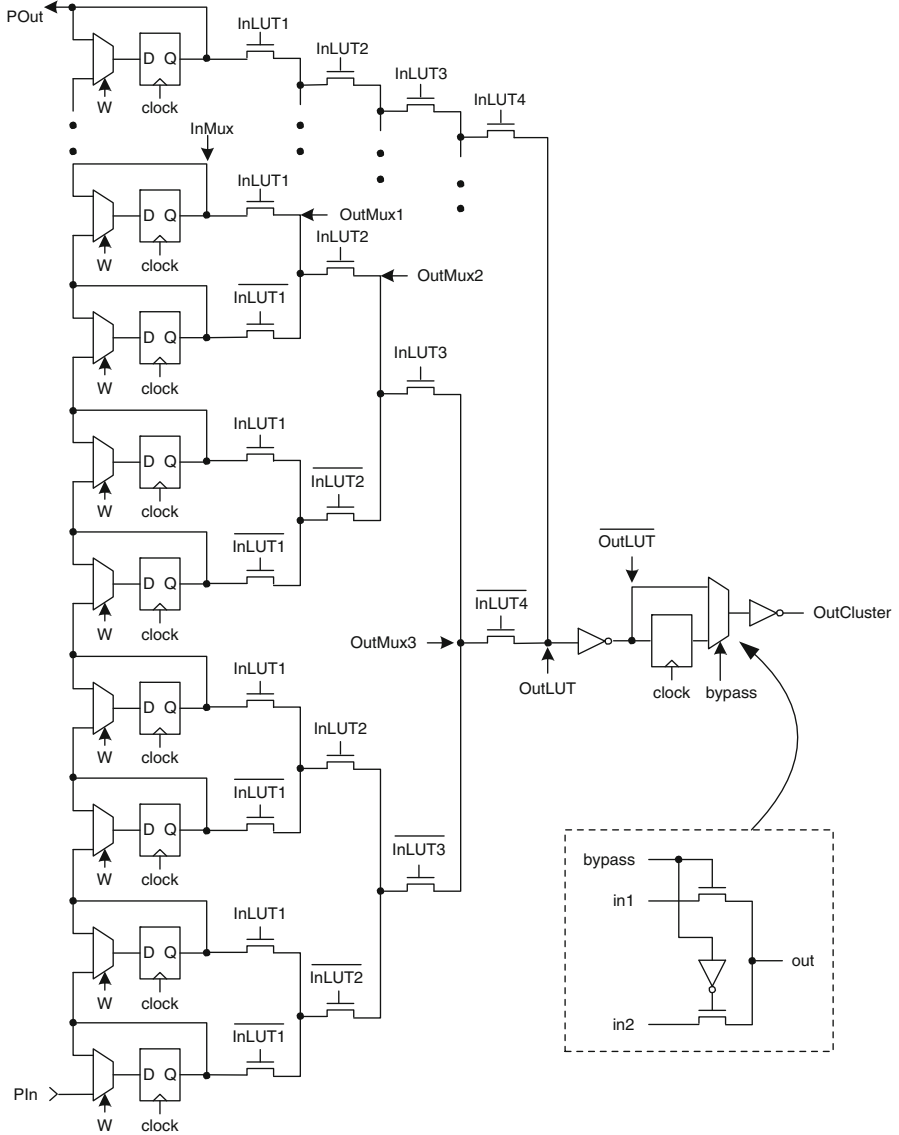 POut
InLUT1
InLUT2
InLUT3
InLUT4
D Q
W
clock
InMux
InLUT1
OutMux1
D Q
InLUT2
W
clock
OutMux2
InLUT1
D Q
InLUT3
W
clock
InLUT1
D Q
InLUT2
W
clock
InLUT1
OutLUT
D Q
InLUT4
OutCluster
W
clock
OutMux3
InLUT1
OutLUT
clock
bypass
D Q
InLUT2
W
clock
InLUT1
D Q
InLUT3
bypass
W
clock
in1
InLUT1
D Q
InLUT2
out
W
clock
in2
InLUT1
D Q
PIn
W
clock